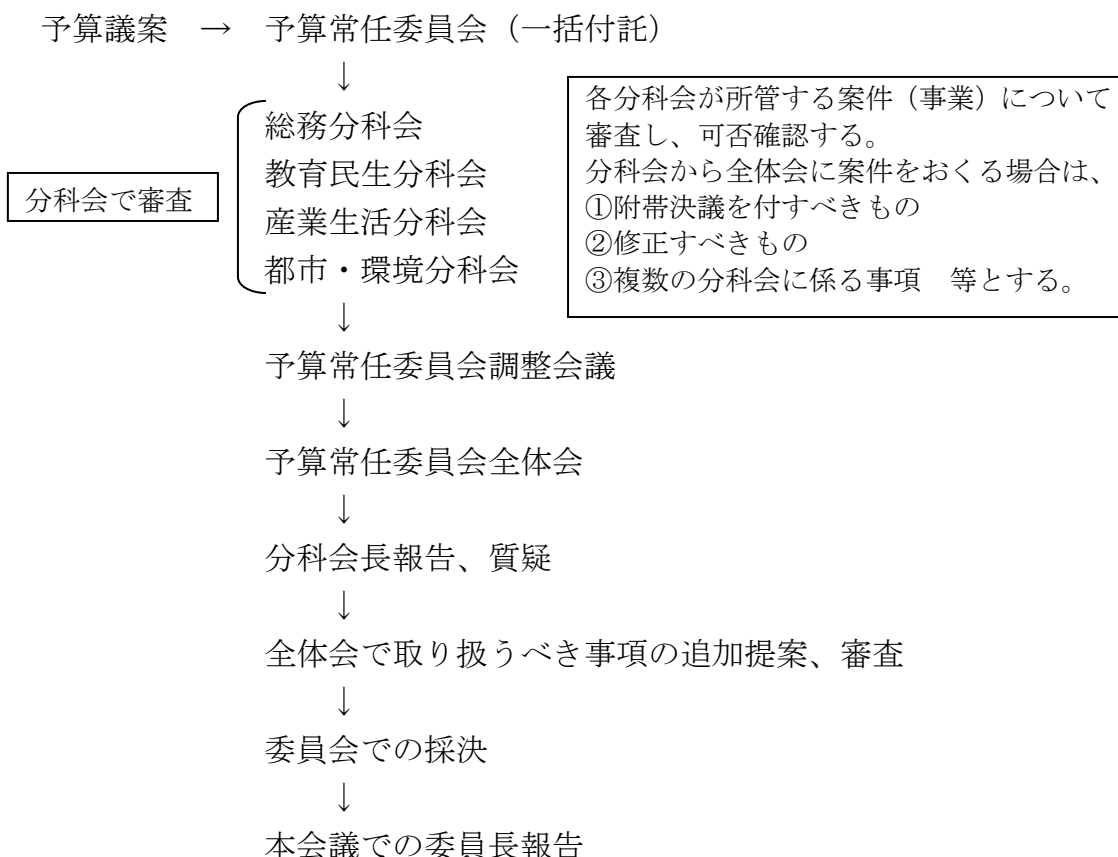 予算議案 → 予算常任委員会（一括付託）
↓
総務分科会
教育民生分科会
産業生活分科会
都市・環境分科会
分科会で審査
各分科会が所管する案件（事業）について
審査し、可否確認する。
分科会から全体会に案件をおくる場合は、
①附帯決議を付すべきもの
②修正すべきもの
③複数の分科会に係る事項　等とする。
↓
予算常任委員会調整会議
↓
予算常任委員会全体会
↓
分科会長報告、質疑
↓
全体会で取り扱うべき事項の追加提案、審査
↓
委員会での採決
↓
本会議での委員長報告